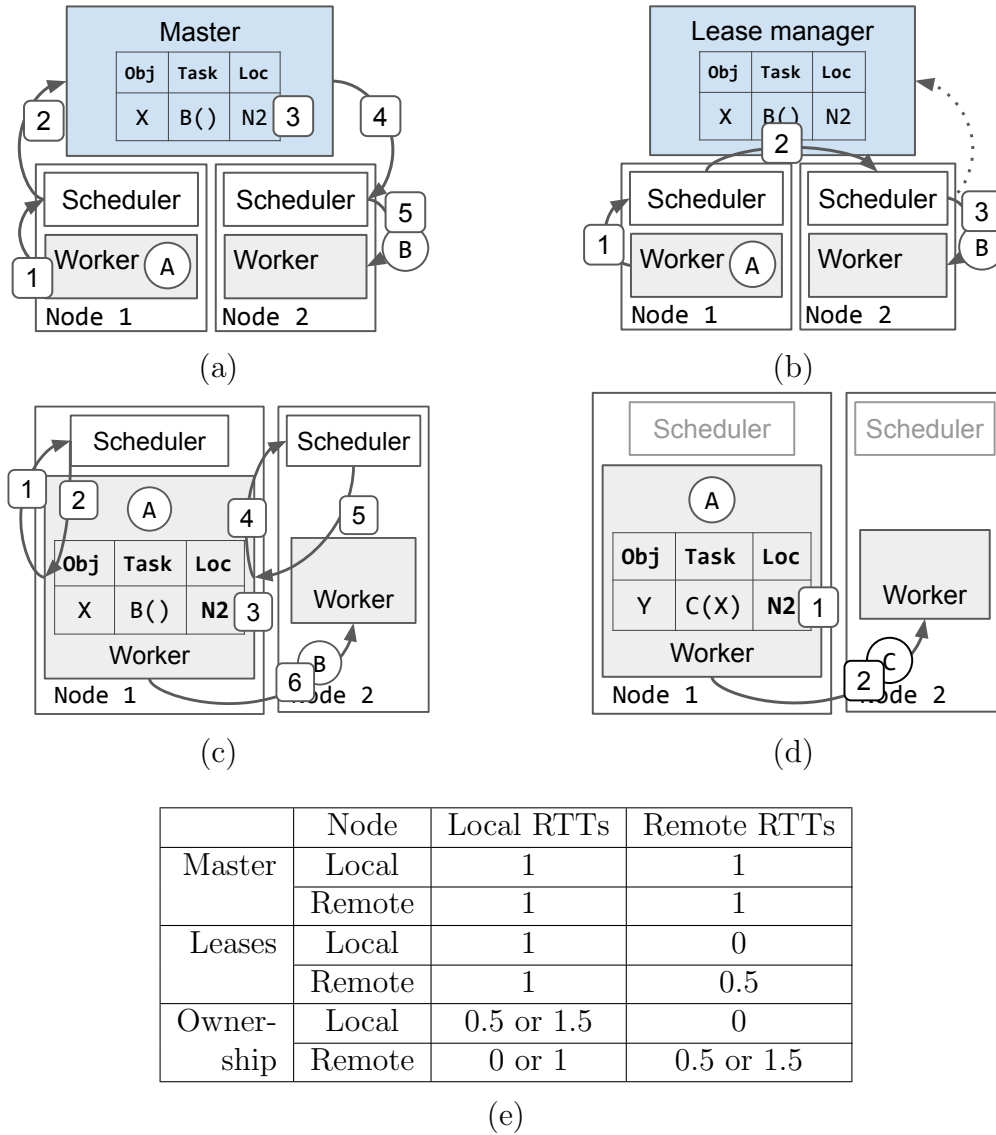 Master
Obj Task Loc
X B() N2 3
2
4
Scheduler
Scheduler
5
1
Worker A
Worker
B
Node 1
Node 2
(a)
Lease manager
Obj Task Loc
X B() N2
2
Scheduler
Scheduler
3
1
Worker A
Worker
B
Node 1
Node 2
(b)
Scheduler
Scheduler
1
2
A
4
5
Obj Task Loc
X B() N2 3
Worker
Worker
B
6
Node 1
Node 2
(c)
Scheduler
Scheduler
A
Obj Task Loc
Y C(X) N2 1
Worker
Worker
C
2
Node 1
Node 2
(d)
Node Local RTTs Remote RTTs
Master Local 1 1
Remote 1 1
Leases Local 1 0
Remote 1 0.5
Owner- Local 0.5 or 1.5 0
ship Remote 0 or 1 0.5 or 1.5
(e)